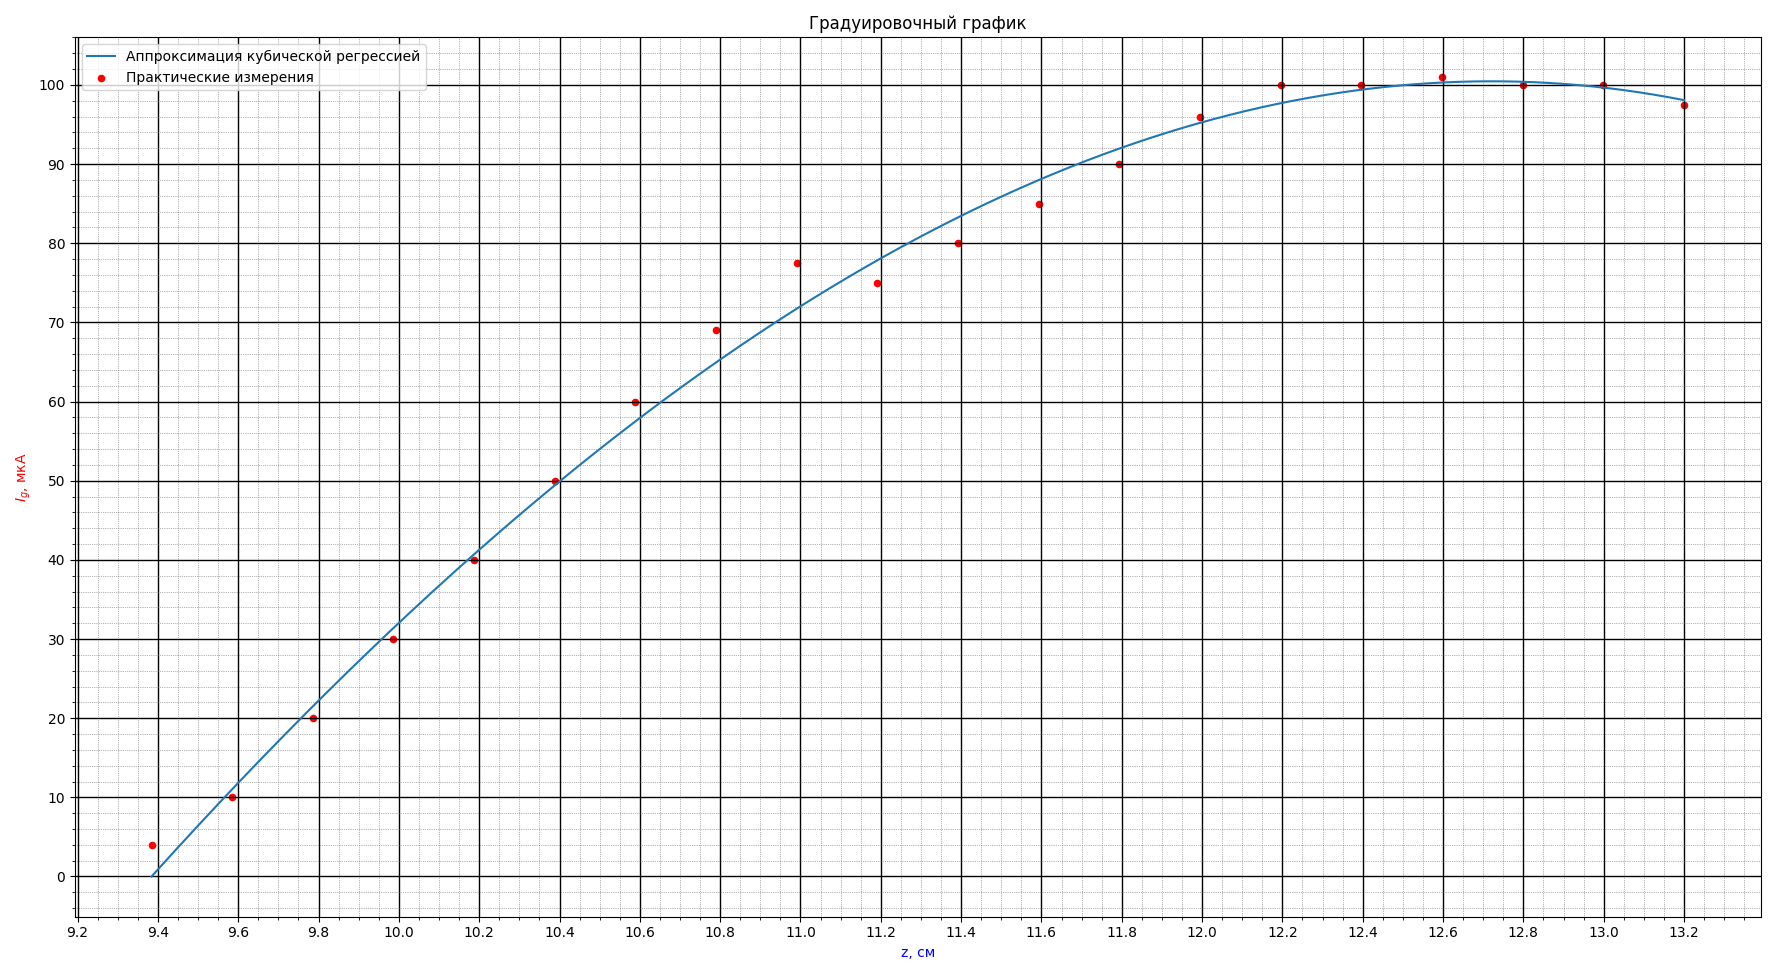 Градуировочный график
Аппроксимация кубической регрессией
Практические измерения
100
90
80
70
60
50
40
30
20
10
0
I_g, мкА
9.2 9.4 9.6 9.8 10.0 10.2 10.4 10.6 10.8 11.0 11.2 11.4 11.6 11.8 12.0 12.2 12.4 12.6 12.8 13.0 13.2
z, см